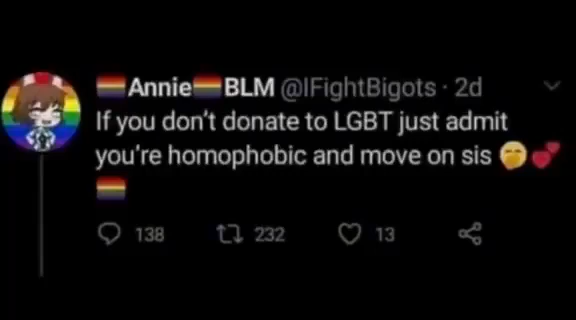 🏳️‍🌈Annie🏳️‍🌈BLM @IFightBigots · 2d
If you don't donate to LGBT just admit
you're homophobic and move on sis 🤭💕
🏳️‍🌈
138 232 13